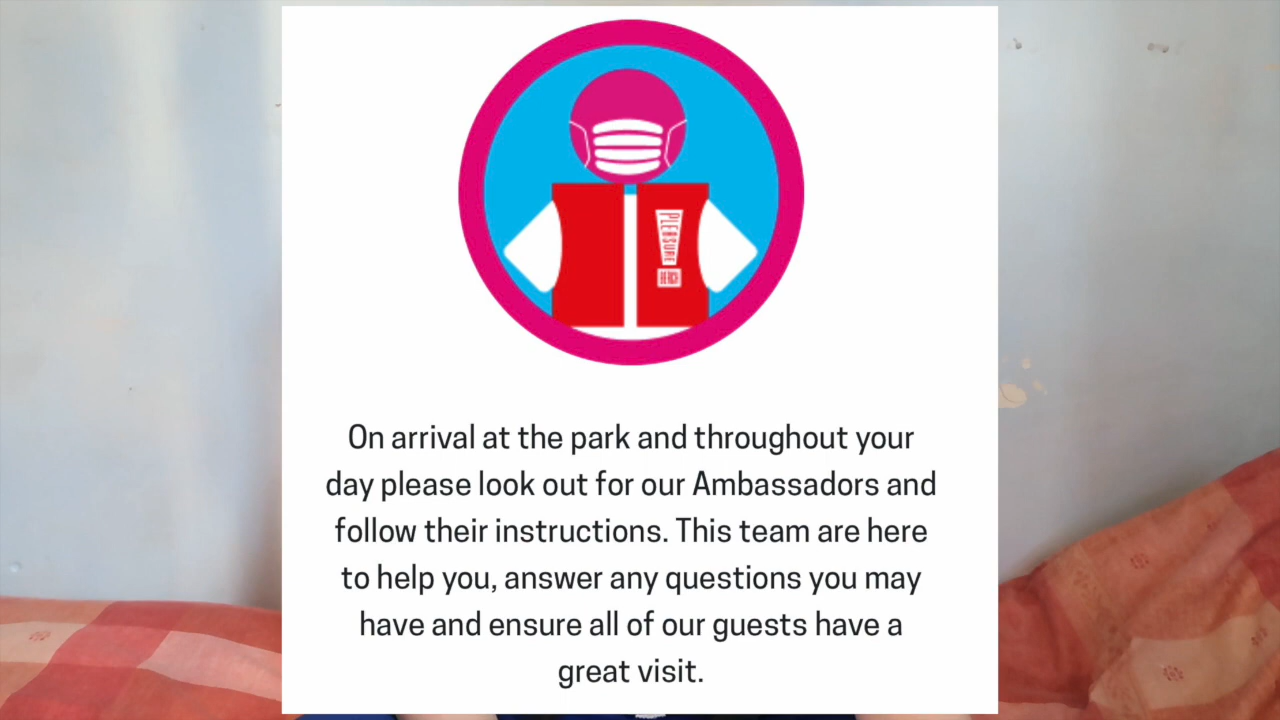 PLEASURE
BEACH
On arrival at the park and throughout your
day please look out for our Ambassadors and
follow their instructions. This team are here
to help you, answer any questions you may
have and ensure all of our guests have a
great visit.